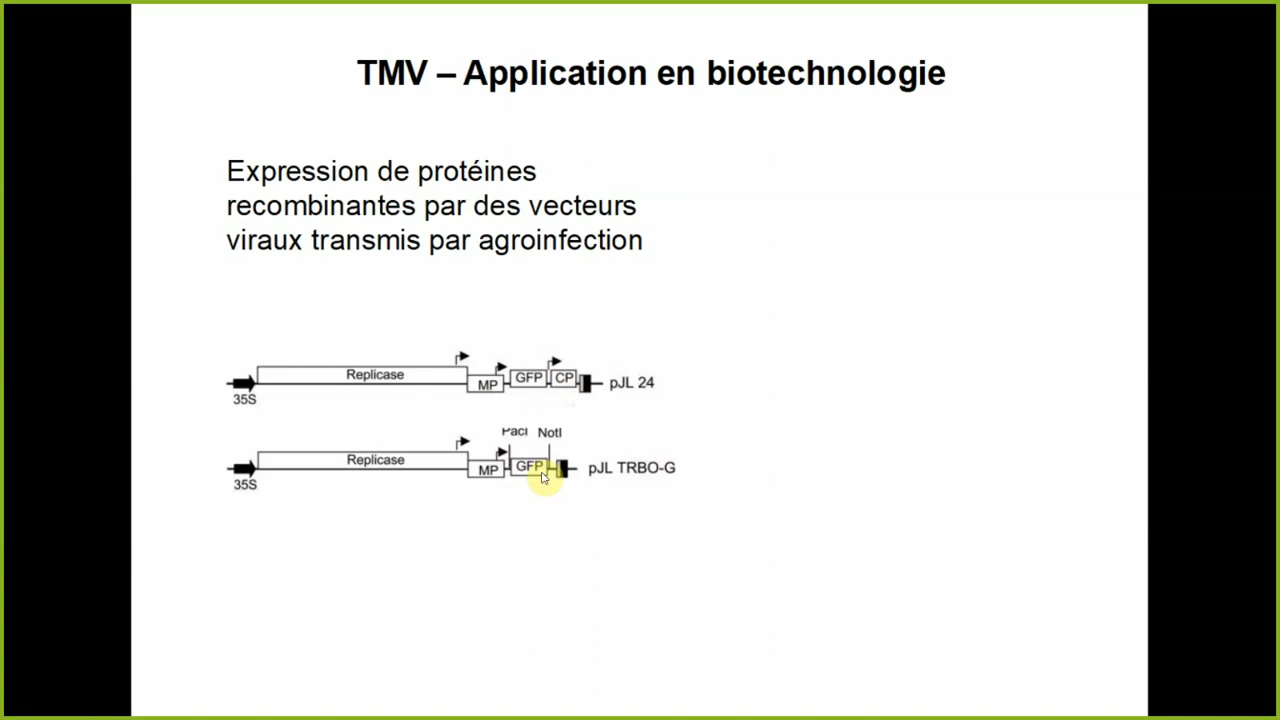 TMV – Application en biotechnologie
Expression de protéines
recombinantes par des vecteurs
viraux transmis par agroinfection
Replicase
MP
GFP
CP
pJL 24
35S
PacI NotI
Replicase
MP
GFP
pJL TRBO-G
35S